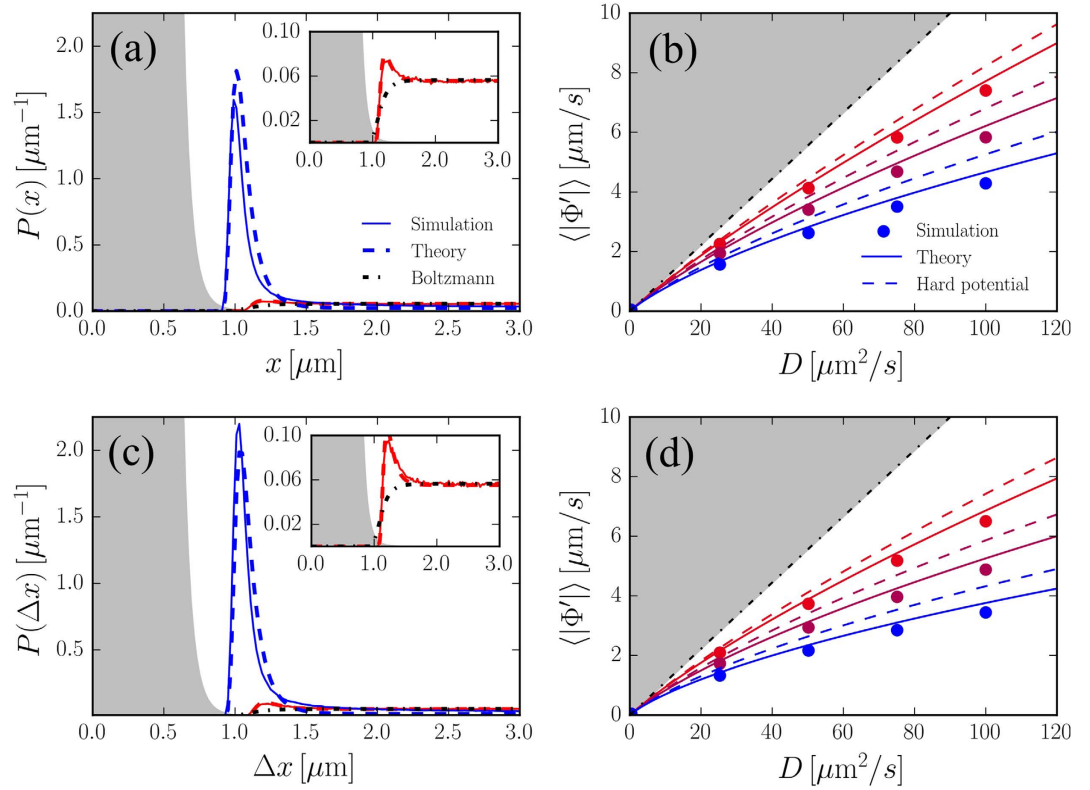 (a)
P(x) [μm⁻¹]
2.0
1.5
1.0
0.5
0.0
0.10
0.06
0.02
0.0 1.0 2.0 3.0
Simulation
Theory
Boltzmann
0.0 0.5 1.0 1.5 2.0 2.5 3.0
x [μm]
(b)
⟨|Φ′|⟩ [μm/s]
10
8
6
4
2
0
Simulation
Theory
Hard potential
0 20 40 60 80 100 120
D [μm²/s]
(c)
P(Δx) [μm⁻¹]
2.0
1.5
1.0
0.5
0.0
0.10
0.06
0.02
0.0 1.0 2.0 3.0
0.0 0.5 1.0 1.5 2.0 2.5 3.0
Δx [μm]
(d)
⟨|Φ′|⟩ [μm/s]
10
8
6
4
2
0
0 20 40 60 80 100 120
D [μm²/s]